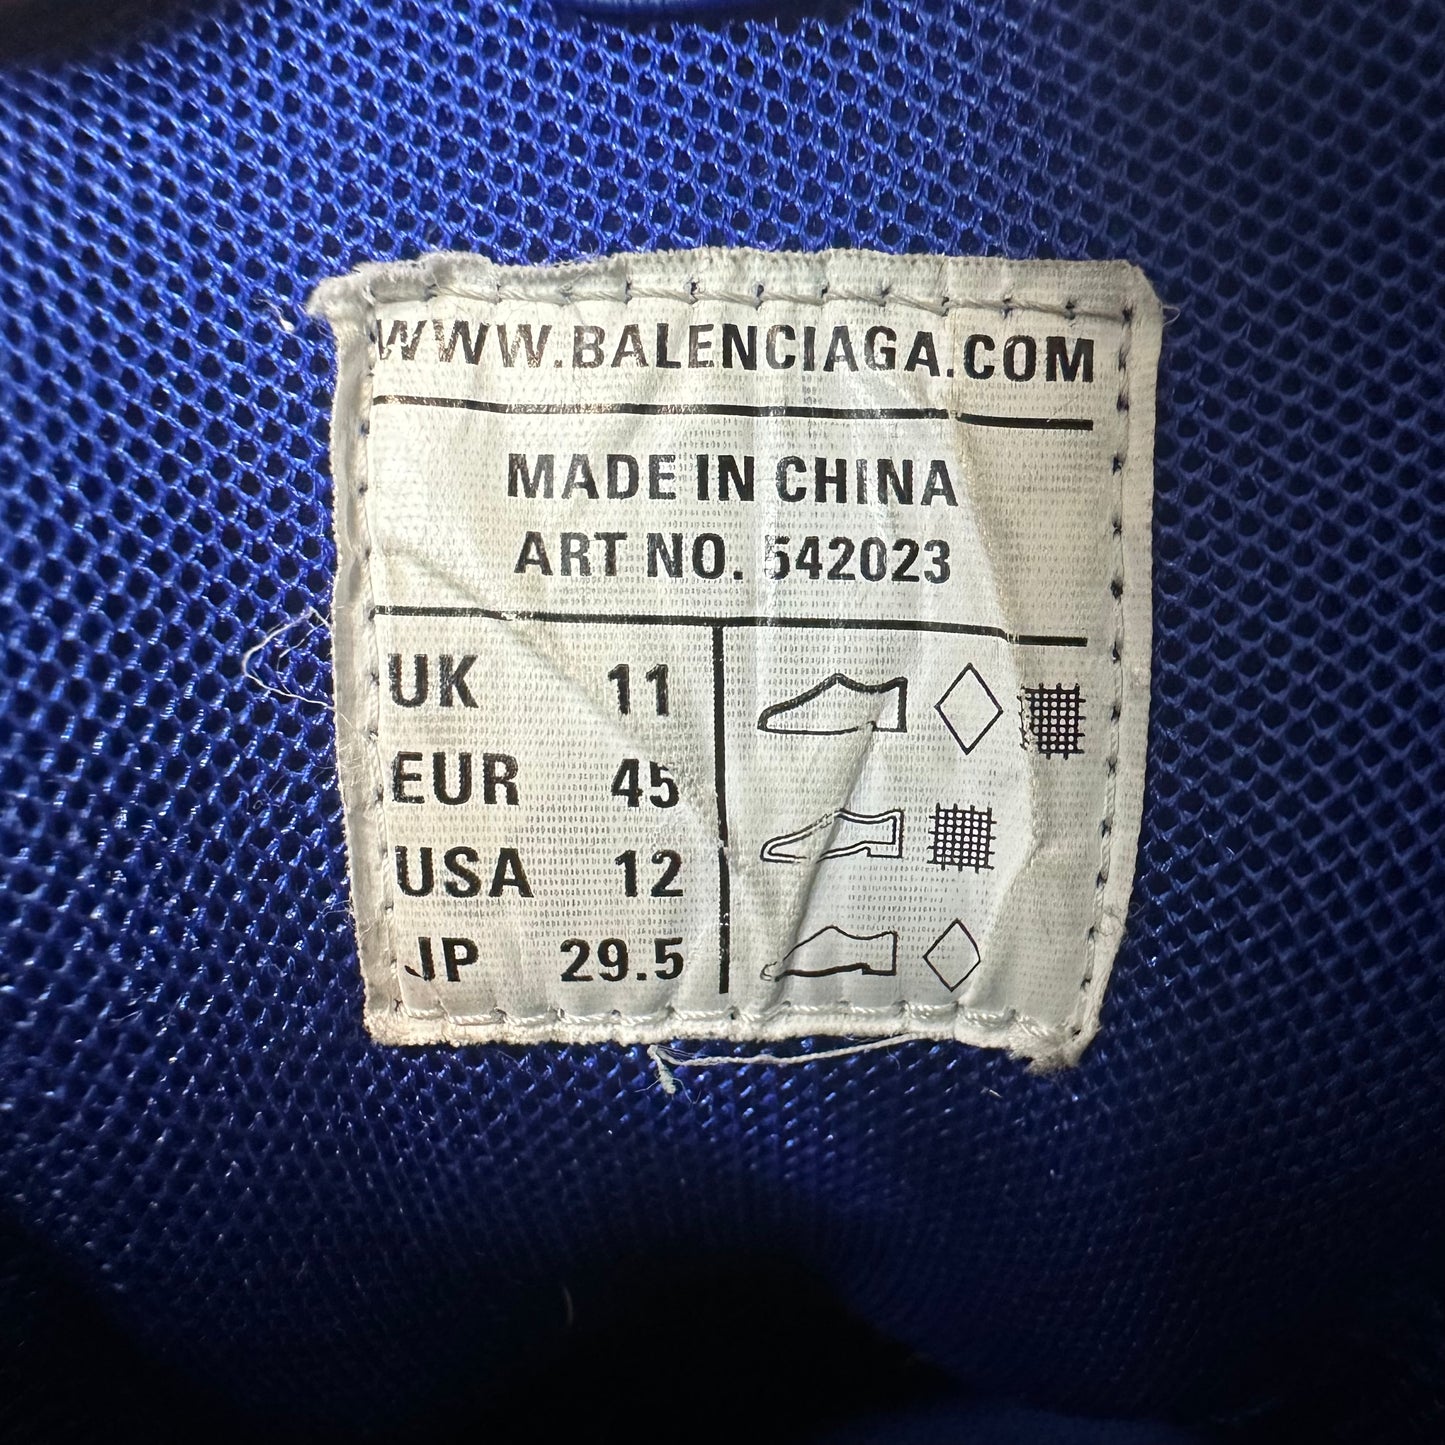 WWW.BALENCIAGA.COM
MADE IN CHINA
ART NO. 542023
UK 11
EUR 45
USA 12
JP 29.5